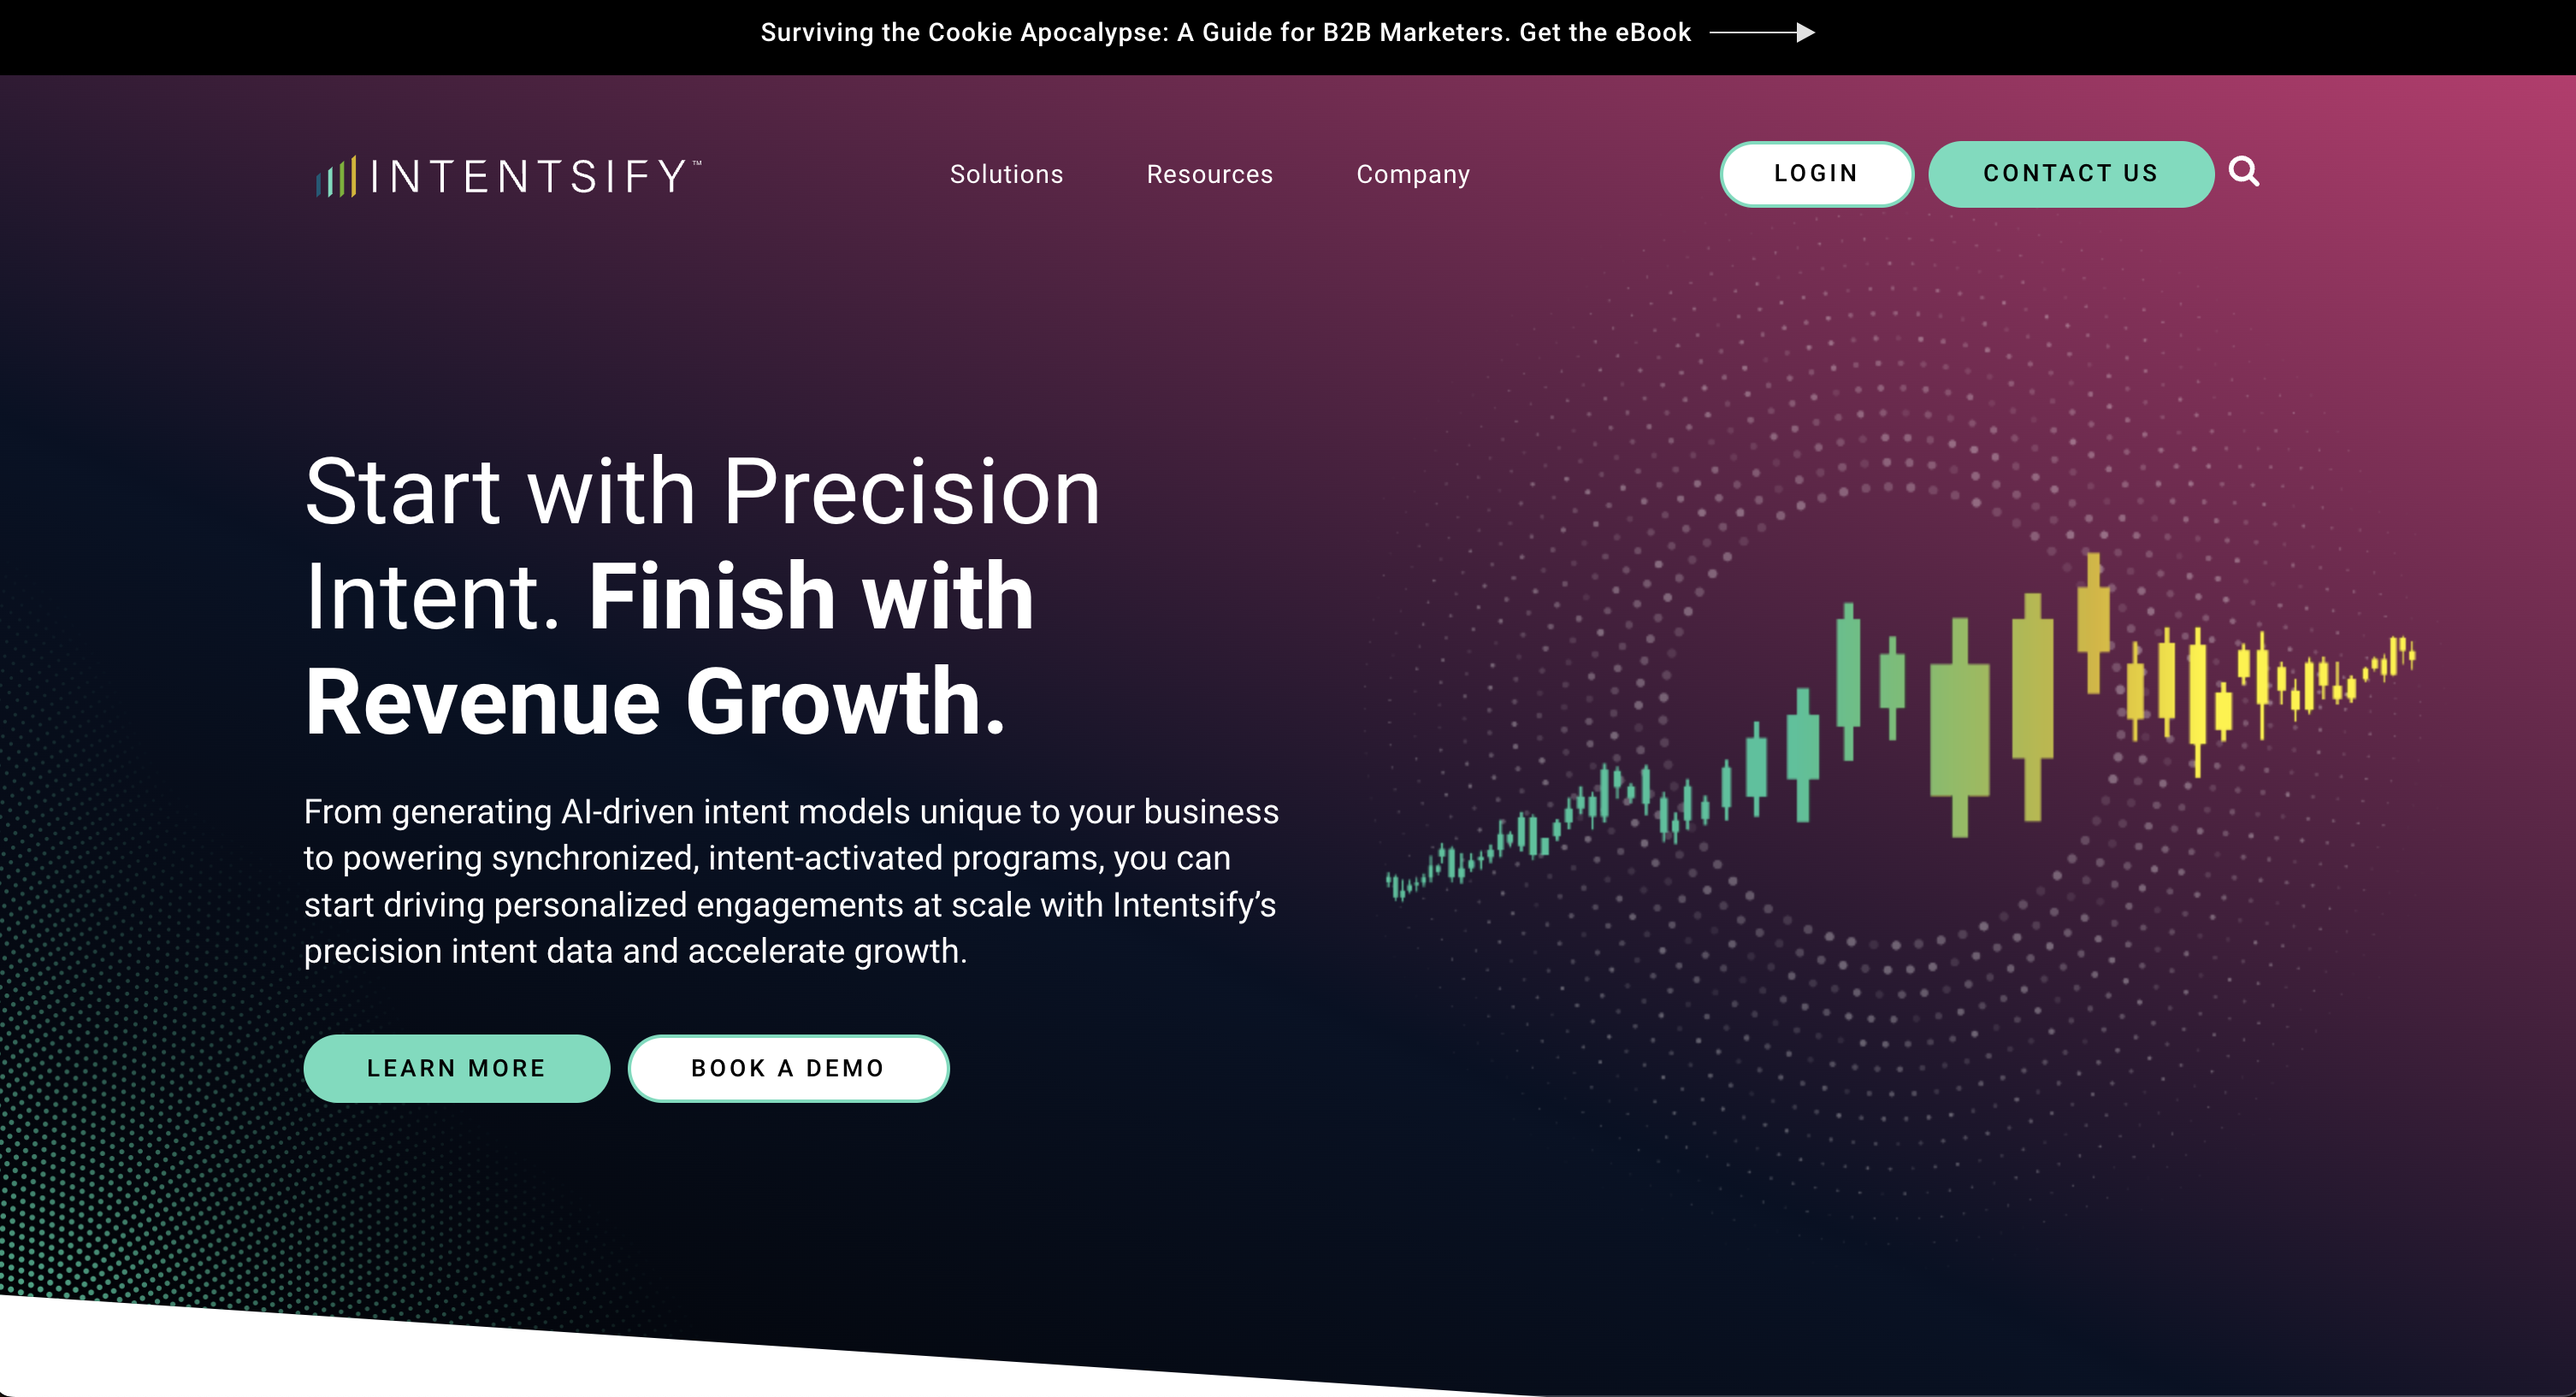 Surviving the Cookie Apocalypse: A Guide for B2B Marketers. Get the eBook
INTENTSIFY™
Solutions
Resources
Company
LOGIN
CONTACT US
Start with Precision
Intent. Finish with
Revenue Growth.
From generating AI-driven intent models unique to your business
to powering synchronized, intent-activated programs, you can
start driving personalized engagements at scale with Intentsify’s
precision intent data and accelerate growth.
LEARN MORE
BOOK A DEMO